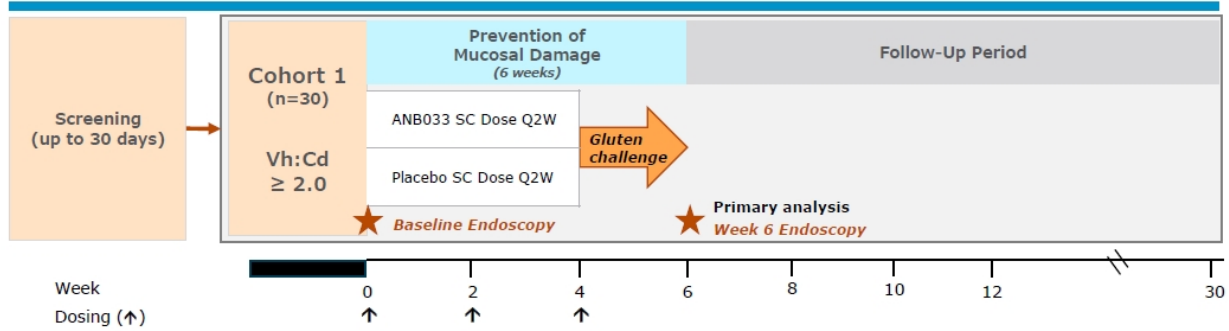 Screening
(up to 30 days)
Cohort 1
(n=30)
Vh:Cd
≥ 2.0
Prevention of
Mucosal Damage
(6 weeks)
Follow-Up Period
ANB033 SC Dose Q2W
Placebo SC Dose Q2W
Gluten
challenge
Baseline Endoscopy
Primary analysis
Week 6 Endoscopy
Week 0 2 4 6 8 10 12 30
Dosing (↑) ↑ ↑ ↑